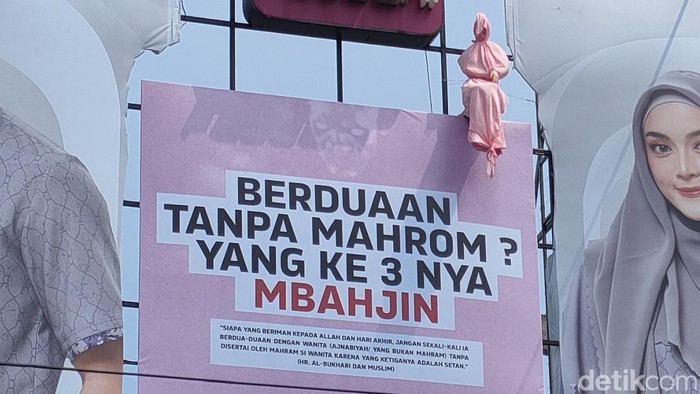 BERDUAAN
TANPA MAHROM ?
YANG KE 3 NYA
MBAHJIN
"SIAPA YANG BERIMAN KEPADA ALLAH DAN HARI AKHIR, JANGAN SEKALI-KALI IA
BERDUA-DUAAN DENGAN WANITA (AJNABIYAH/ YANG BUKAN MAHRAM) TANPA
DISERTAI OLEH MAHRAM SI WANITA KARENA YANG KETIGANYA ADALAH SETAN."
(HR. AL-BUKHARI DAN MUSLIM)
detikcom